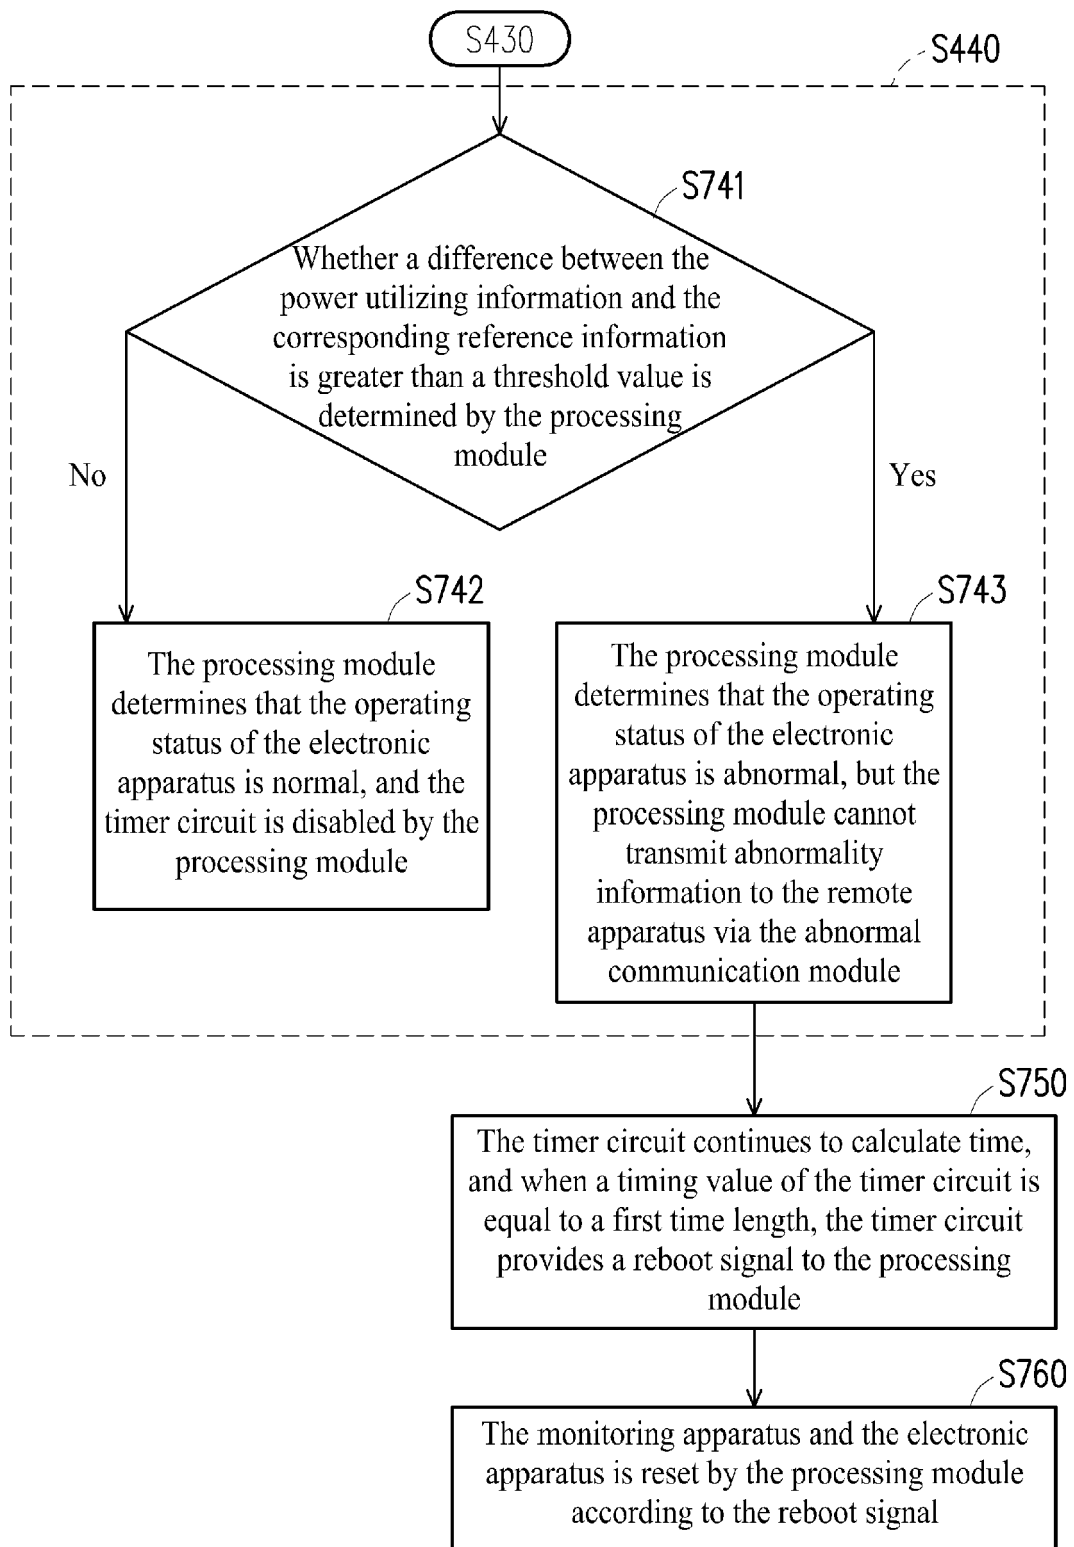 S430
S440
S741
Whether a difference between the
power utilizing information and the
corresponding reference information
is greater than a threshold value is
determined by the processing
module
No
Yes
S742
The processing module
determines that the operating
status of the electronic
apparatus is normal, and the
timer circuit is disabled by the
processing module
S743
The processing module
determines that the operating
status of the electronic
apparatus is abnormal, but the
processing module cannot
transmit abnormality
information to the remote
apparatus via the abnormal
communication module
S750
The timer circuit continues to calculate time,
and when a timing value of the timer circuit is
equal to a first time length, the timer circuit
provides a reboot signal to the processing
module
S760
The monitoring apparatus and the electronic
apparatus is reset by the processing module
according to the reboot signal